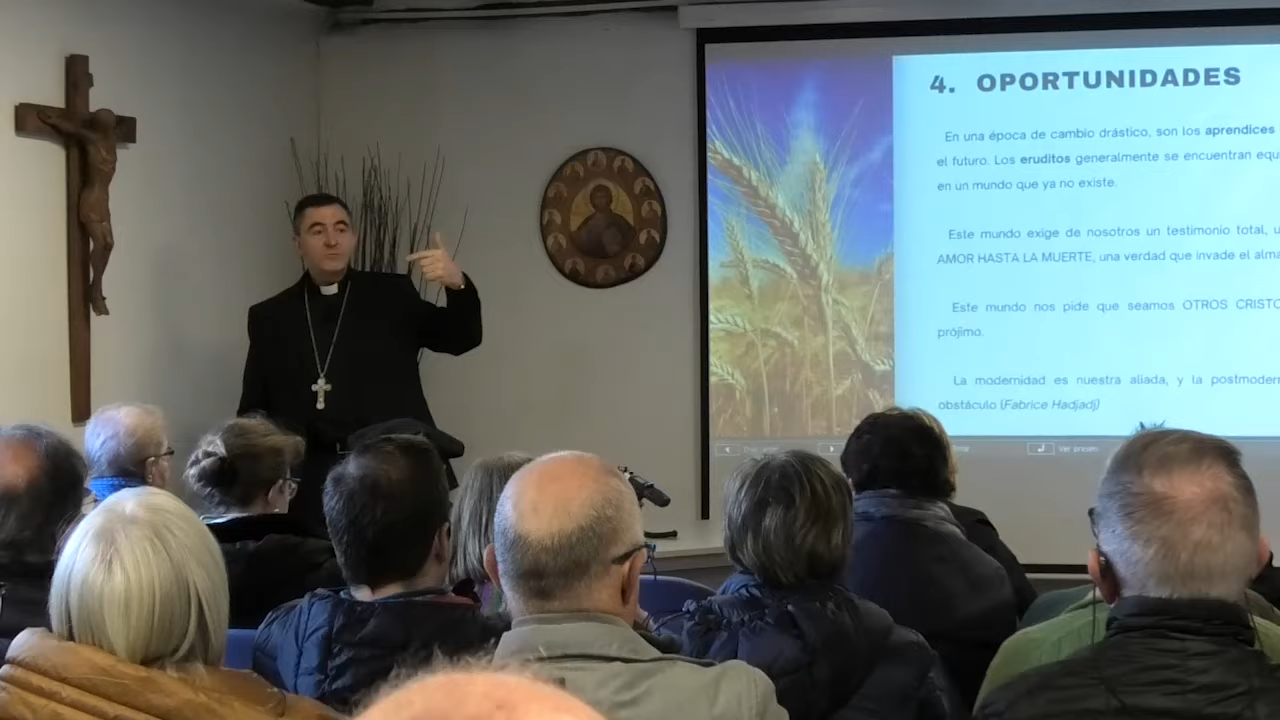 4. OPORTUNIDADES
En una época de cambio drástico, son los aprendices
el futuro. Los eruditos generalmente se encuentran
en un mundo que ya no existe.
Este mundo exige de nosotros un testimonio total,
AMOR HASTA LA MUERTE, una verdad que invade el
Este mundo nos pide que seamos OTROS
prójimo.
La modernidad es nuestra aliada, y la
obstáculo (Fabrice Hadjadj)